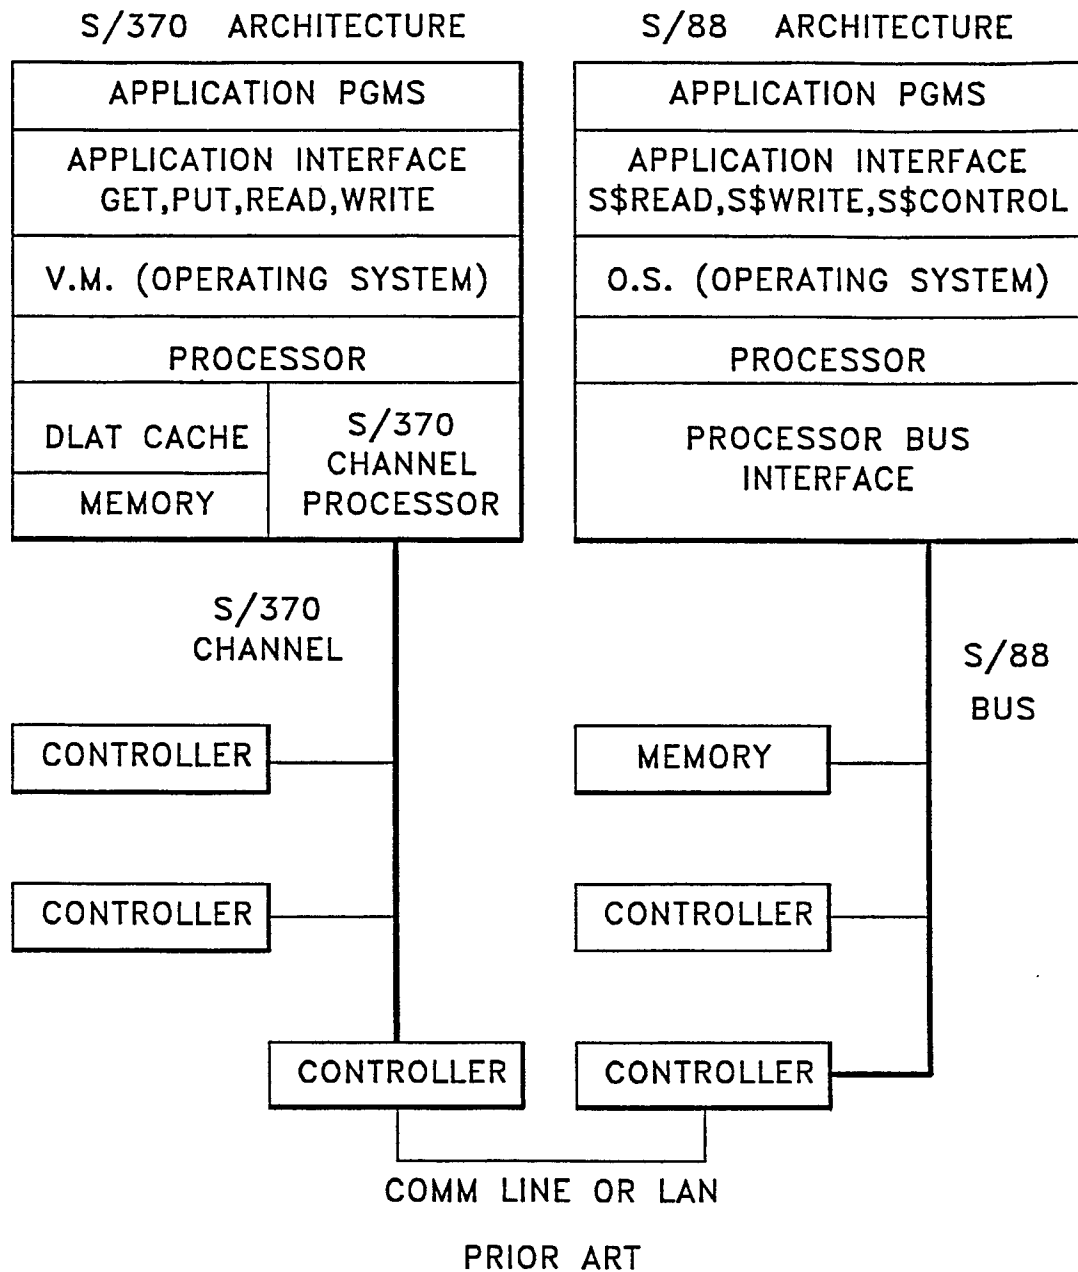 S/370 ARCHITECTURE
APPLICATION PGMS
APPLICATION INTERFACE
GET,PUT,READ,WRITE
V.M. (OPERATING SYSTEM)
PROCESSOR
DLAT CACHE
MEMORY
S/370
CHANNEL
PROCESSOR
S/370
CHANNEL
CONTROLLER
CONTROLLER
CONTROLLER
S/88 ARCHITECTURE
APPLICATION PGMS
APPLICATION INTERFACE
S$READ,S$WRITE,S$CONTROL
O.S. (OPERATING SYSTEM)
PROCESSOR
PROCESSOR BUS
INTERFACE
S/88
BUS
MEMORY
CONTROLLER
CONTROLLER
COMM LINE OR LAN
PRIOR ART